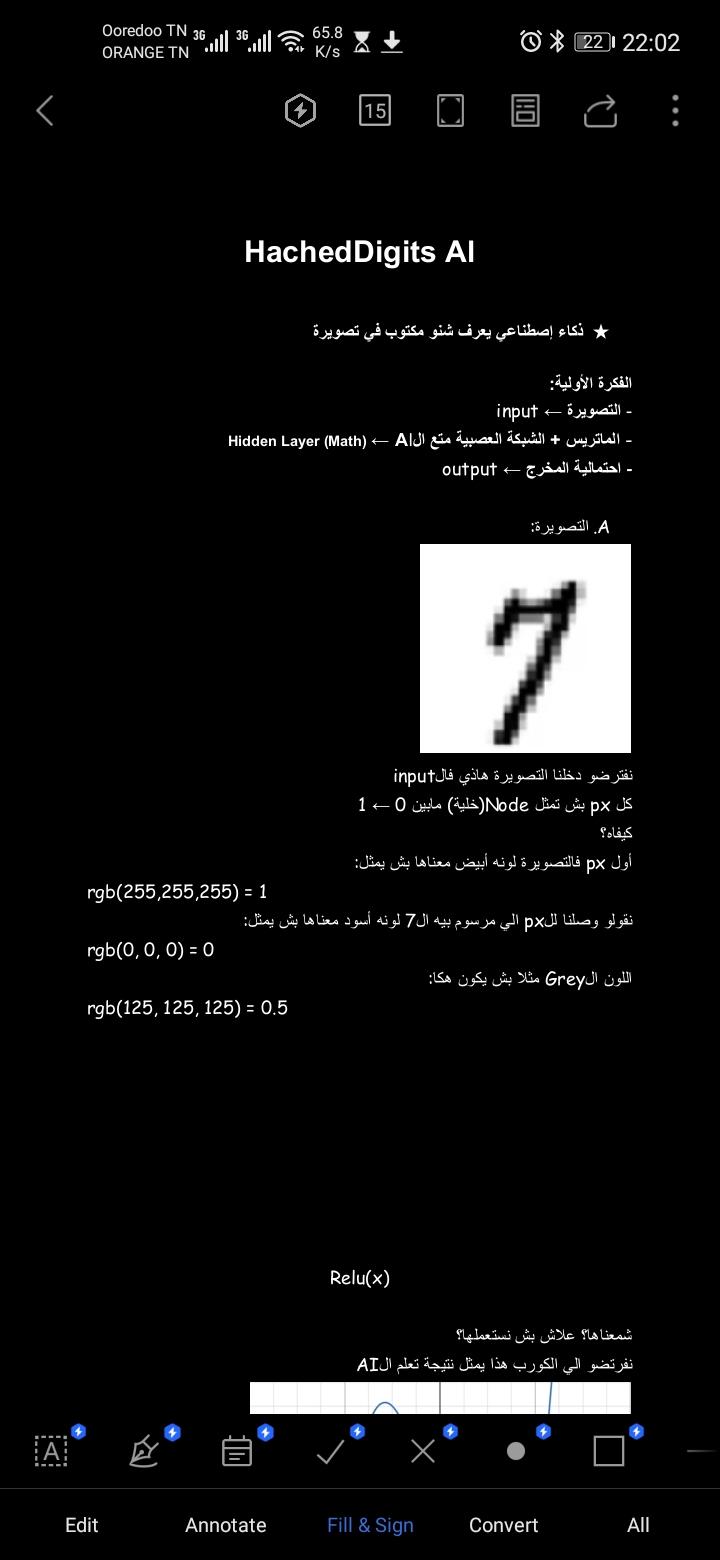 Ooredoo TN
ORANGE TN
3G
3G
65.8
K/s
22
22:02
15
HachedDigits AI
★ ذكاء إصطناعي يعرف شنو مكتوب في تصويرة
الفكرة الأولية:
- التصويرة ← input
- الماتريس + الشبكة العصبية متع الAI ← Hidden Layer (Math)
- احتمالية المخرج ← output
A. التصويرة:
7
نفترضو دخلنا التصويرة هاذي فالinput
كل px بش تمثل Node(خلية) مابين 0 ← 1
كيفاه؟
أول px فالتصويرة لونه أبيض معناها بش يمثل:
rgb(255,255,255) = 1
نقولو وصلنا للpx الي مرسوم بيه ال7 لونه أسود معناها بش يمثل:
rgb(0, 0, 0) = 0
اللون الGrey مثلا بش يكون هكا:
rgb(125, 125, 125) = 0.5
Relu(x)
شمعناها؟ علاش بش نستعملها؟
نفرتضو الي الكورب هذا يمثل نتيجة تعلم الAI
A
Edit
Annotate
Fill & Sign
Convert
All